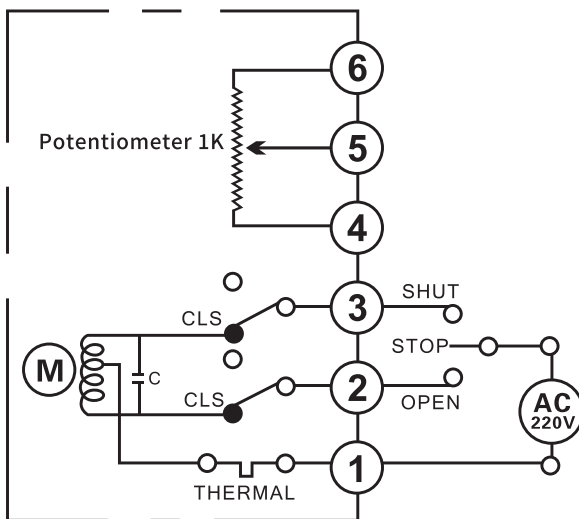 6
Potentiometer 1K
5
4
3
SHUT
CLS
STOP
M
C
2
CLS
OPEN
AC
220V
1
THERMAL